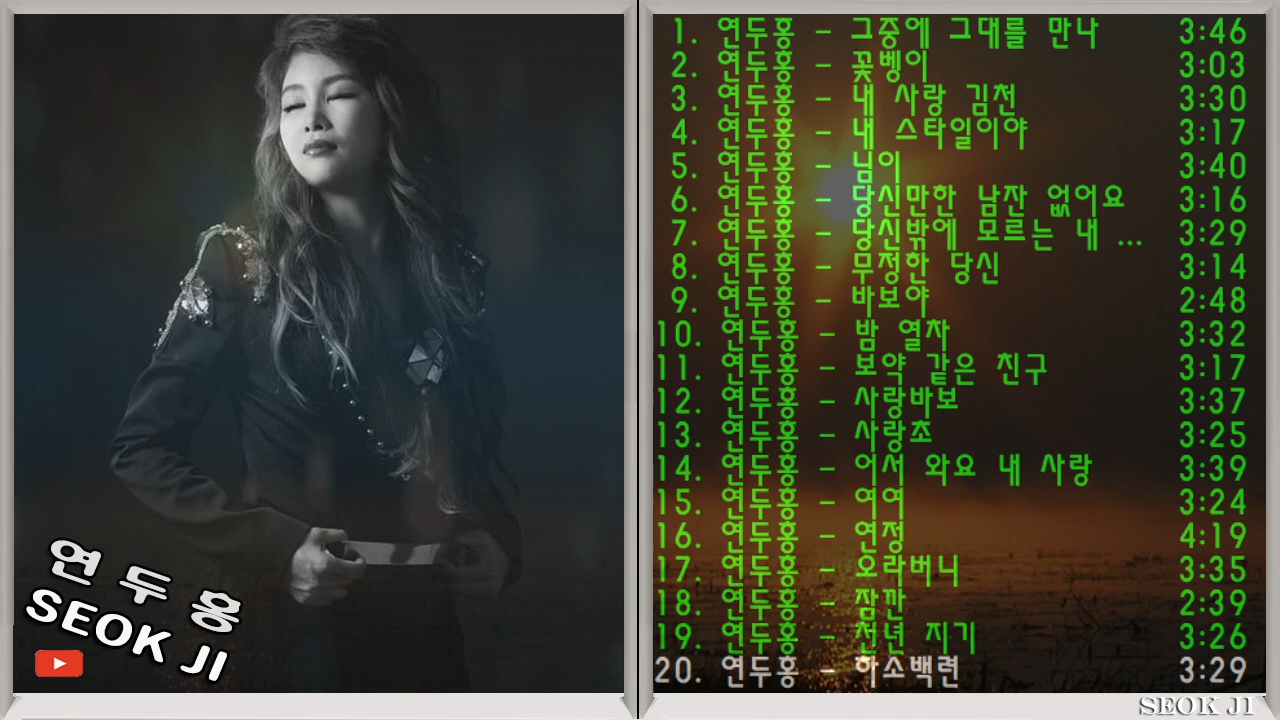 연두홍
SEOK JI
1. 연두홍 - 그중에 그대를 만나 3:46
2. 연두홍 - 꽃벵이 3:03
3. 연두홍 - 내 사랑 김천 3:30
4. 연두홍 - 내 스타일이야 3:17
5. 연두홍 - 님이 3:40
6. 연두홍 - 당신만한 남잔 없어요 3:16
7. 연두홍 - 당신밖에 모르는 내 ... 3:29
8. 연두홍 - 무정한 당신 3:14
9. 연두홍 - 바보야 2:48
10. 연두홍 - 밤 열차 3:32
11. 연두홍 - 보약 같은 친구 3:17
12. 연두홍 - 사랑바보 3:37
13. 연두홍 - 사랑초 3:25
14. 연두홍 - 어서 와요 내 사랑 3:39
15. 연두홍 - 여여 3:24
16. 연두홍 - 연정 4:19
17. 연두홍 - 오라버니 3:35
18. 연두홍 - 잠깐 2:39
19. 연두홍 - 천년 지기 3:26
20. 연두홍 - 하소백련 3:29
SEOK JI